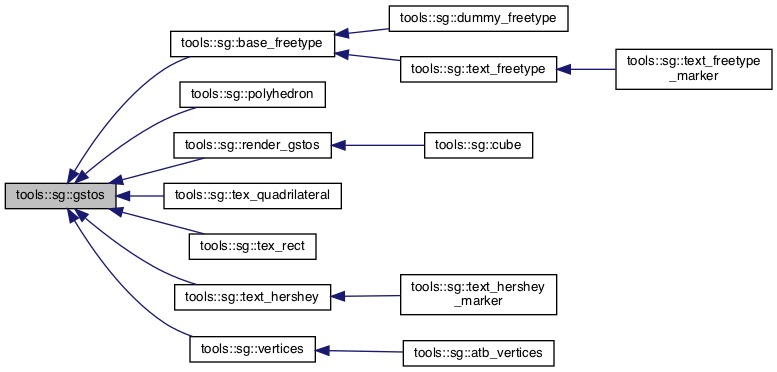 tools::sg::dummy_freetype
tools::sg::base_freetype
tools::sg::text_freetype
tools::sg::text_freetype
_marker
tools::sg::polyhedron
tools::sg::render_gstos
tools::sg::cube
tools::sg::gstos
tools::sg::tex_quadrilateral
tools::sg::tex_rect
tools::sg::text_hershey
tools::sg::text_hershey
_marker
tools::sg::vertices
tools::sg::atb_vertices